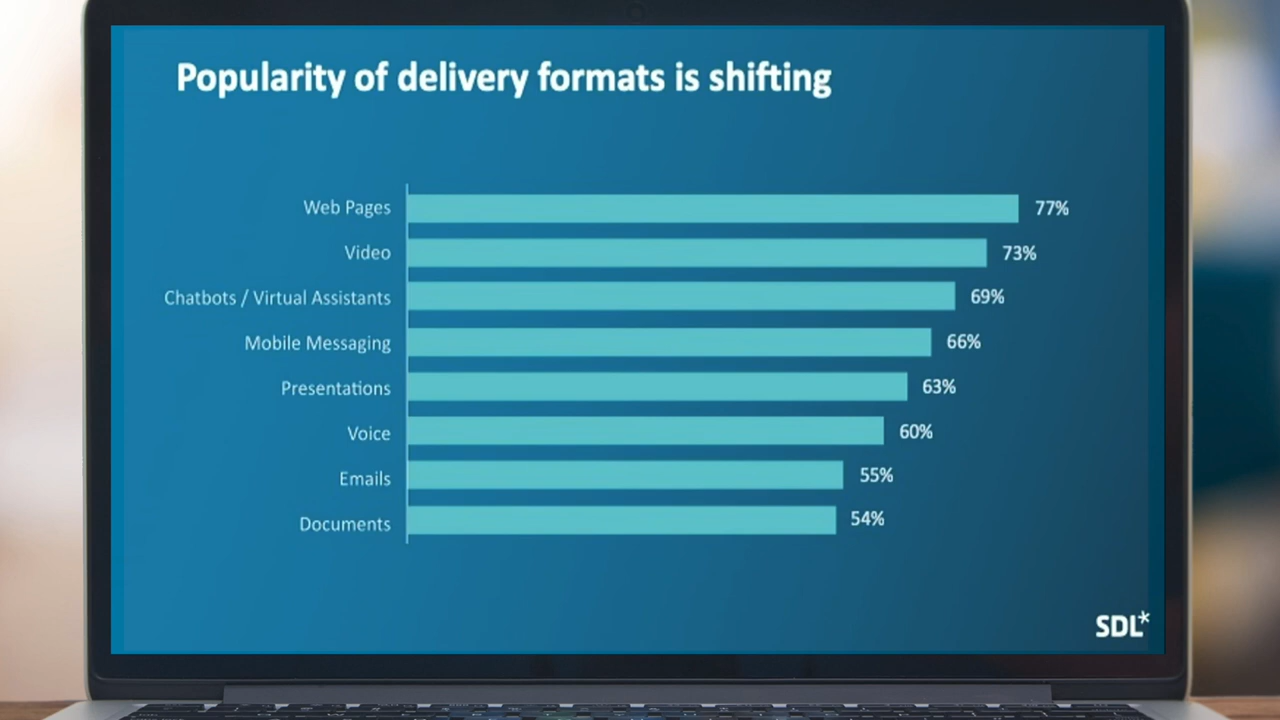 Popularity of delivery formats is shifting
Web Pages 77%
Video 73%
Chatbots / Virtual Assistants 69%
Mobile Messaging 66%
Presentations 63%
Voice 60%
Emails 55%
Documents 54%
SDL*